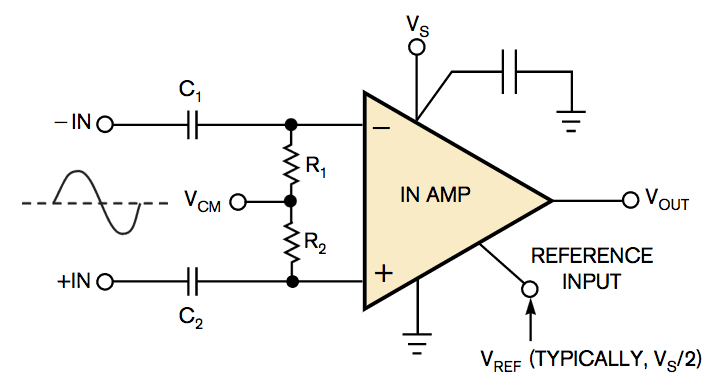 VS
C1
− IN
R1
VCM
IN AMP
VOUT
R2
REFERENCE
INPUT
+IN
C2
VREF (TYPICALLY, VS/2)
−
+